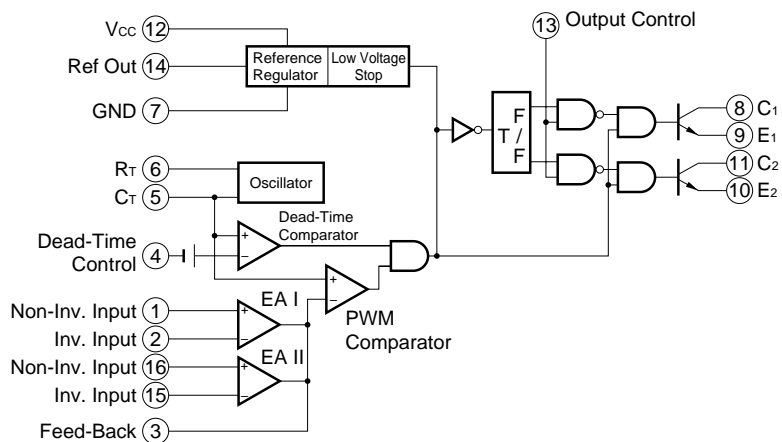 Vcc 12
Ref Out 14
GND 7
Reference Regulator
Low Voltage Stop
13 Output Control
T F / F
8 C1
9 E1
11 C2
10 E2
RT 6
CT 5
Oscillator
Dead-Time Control 4
+
−
Dead-Time Comparator
+
−
PWM Comparator
Non-Inv. Input 1
Inv. Input 2
+
−
EA I
Non-Inv. Input 16
Inv. Input 15
+
−
EA II
Feed-Back 3